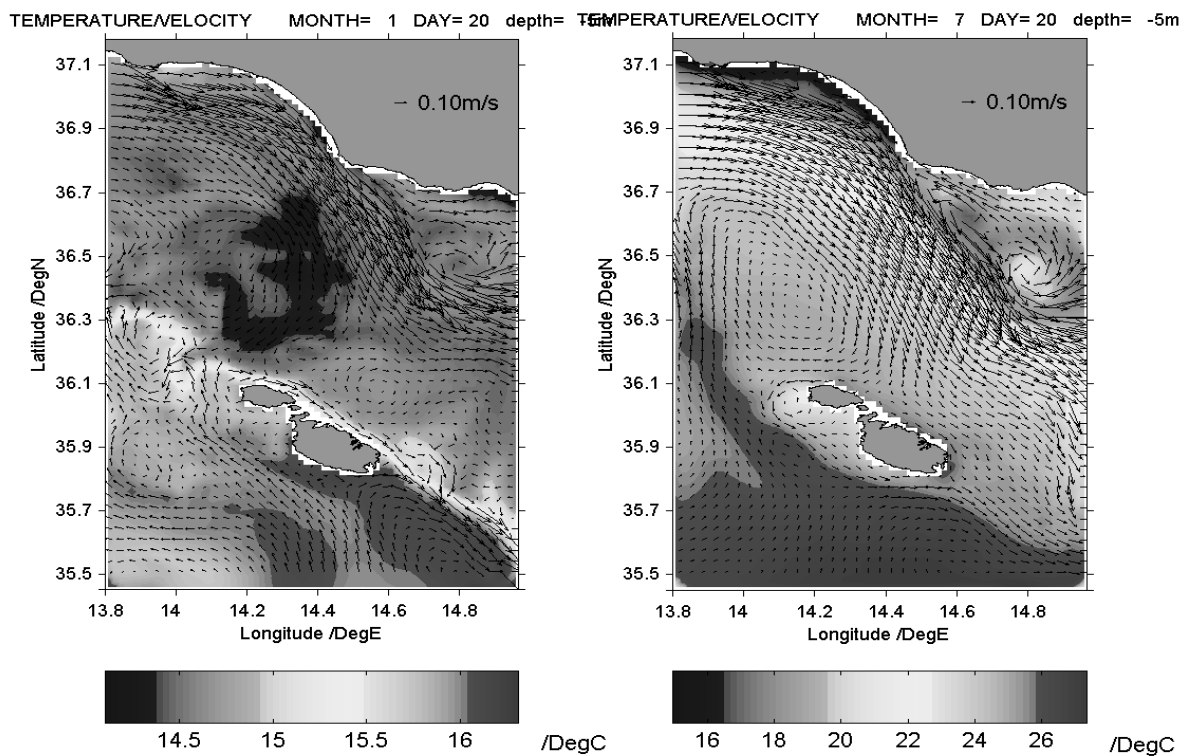 TEMPERATURE/VELOCITY MONTH= 1 DAY= 20 depth= -5m
0.10m/s
37.1
36.9
36.7
36.5
36.3
36.1
35.9
35.7
35.5
Latitude /DegN
13.8 14 14.2 14.4 14.6 14.8
Longitude /DegE
14.5 15 15.5 16 /DegC
TEMPERATURE/VELOCITY MONTH= 7 DAY= 20 depth= -5m
0.10m/s
37.1
36.9
36.7
36.5
36.3
36.1
35.9
35.7
35.5
Latitude /DegN
13.8 14 14.2 14.4 14.6 14.8
Longitude /DegE
16 18 20 22 24 26 /DegC